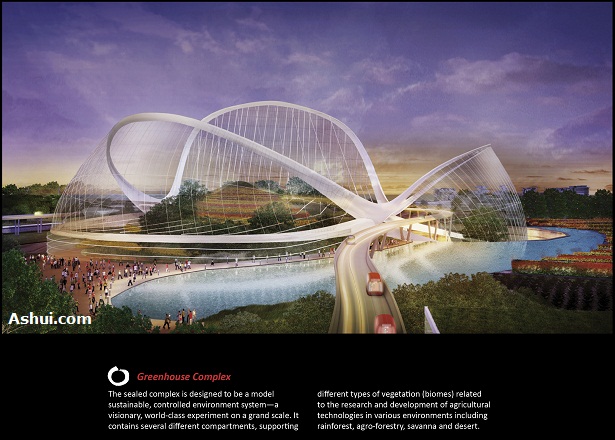 Ashui.com
Greenhouse Complex
The sealed complex is designed to be a model
sustainable, controlled environment system—a
visionary, world-class experiment on a grand scale. It
contains several different compartments, supporting
different types of vegetation (biomes) related
to the research and development of agricultural
technologies in various environments including
rainforest, agro-forestry, savanna and desert.